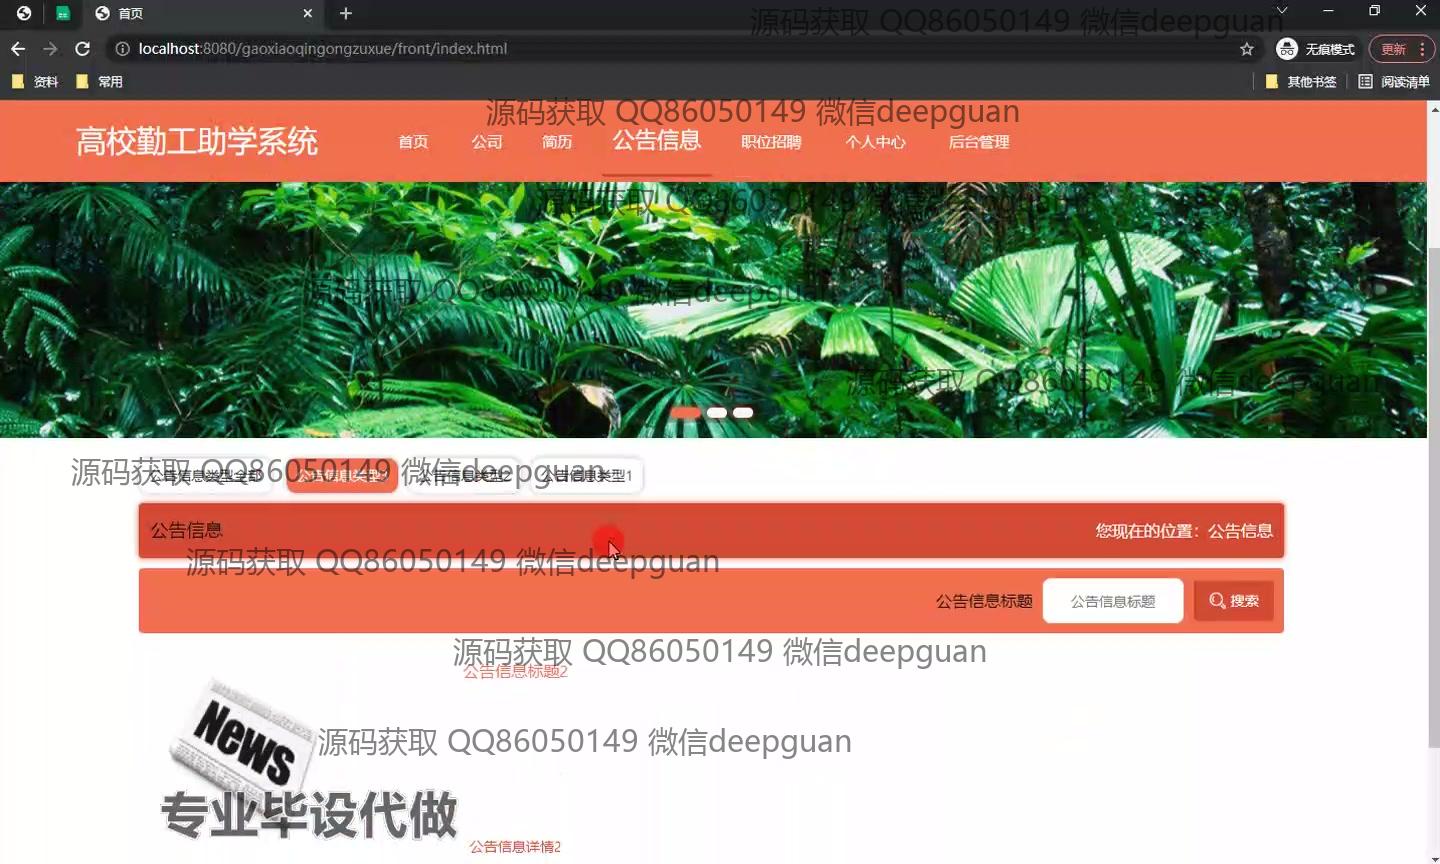 首页
源码获取 QQ86050149 微信deepguan
localhost:8080/gaoxiaoqingongzuxue/front/index.html
无痕模式
更新
资料
常用
其他书签
阅读清单
源码获取 QQ86050149 微信deepguan
高校勤工助学系统
首页
公司
简历
公告信息
职位招聘
个人中心
后台管理
源码获取 QQ86050149 微信deepguan
源码获取 QQ86050149 微信deepguan
源码获取 QQ86050149 微信deepguan
源码获取 QQ86050149 微信deepguan
公告信息类型全部
公告信息类型2
公告信息类型1
公告信息
您现在的位置：公告信息
源码获取 QQ86050149 微信deepguan
公告信息标题
公告信息标题
搜索
源码获取 QQ86050149 微信deepguan
公告信息标题2
News
源码获取 QQ86050149 微信deepguan
专业毕设代做
公告信息详情2